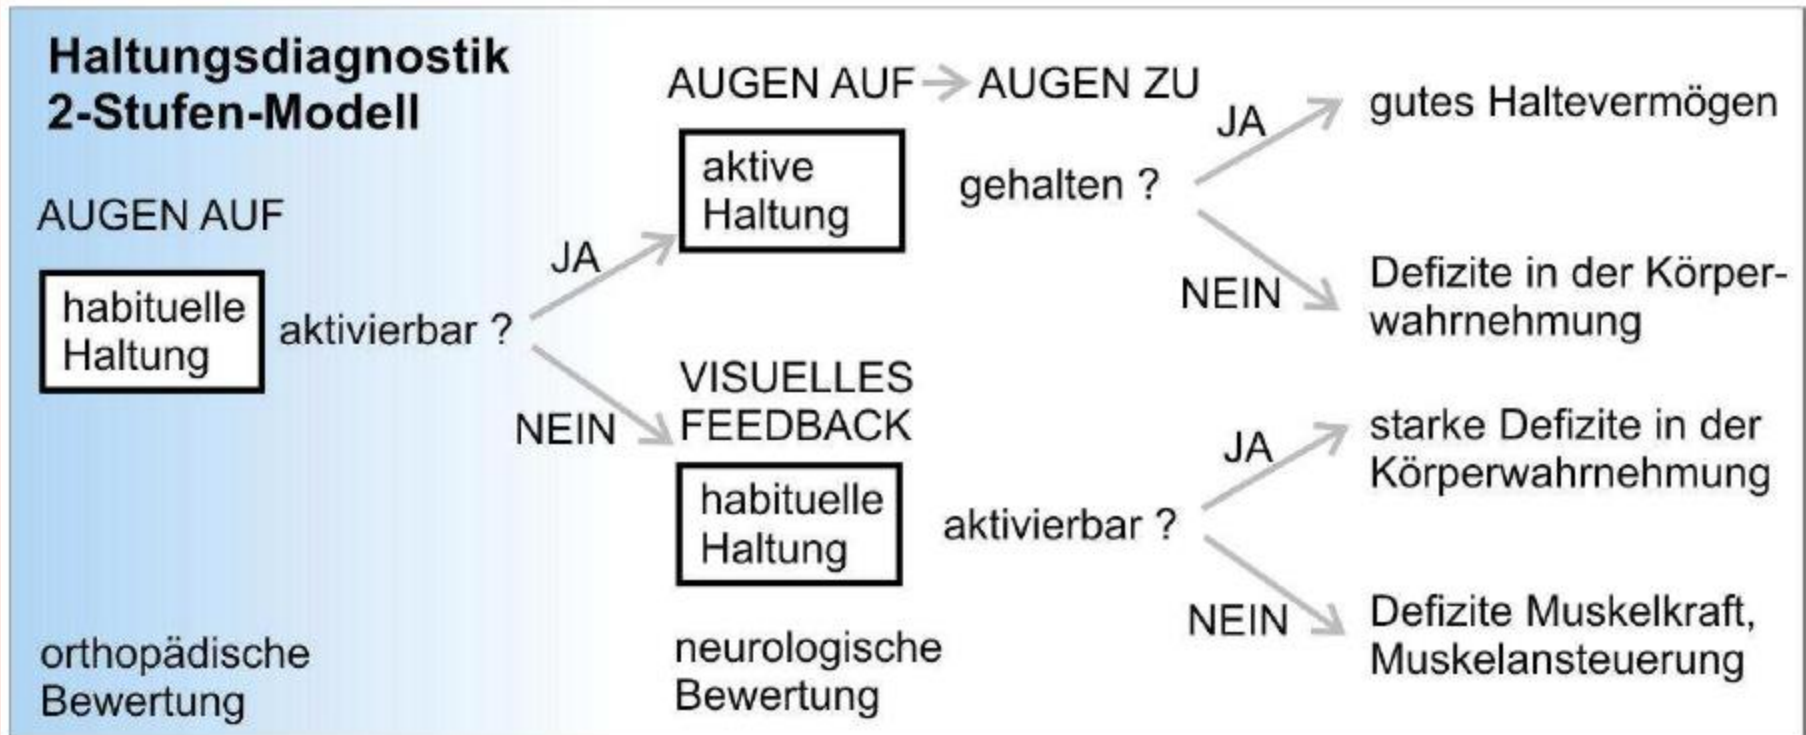 Haltungsdiagnostik
2-Stufen-Modell
AUGEN AUF
habituelle
Haltung
aktivierbar ?
JA
NEIN
AUGEN AUF → AUGEN ZU
aktive
Haltung
gehalten ?
JA
gutes Haltevermögen
NEIN
Defizite in der Körper-
wahrnehmung
VISUELLES
FEEDBACK
habituelle
Haltung
aktivierbar ?
JA
starke Defizite in der
Körperwahrnehmung
NEIN
Defizite Muskelkraft,
Muskelansteuerung
orthopädische
Bewertung
neurologische
Bewertung